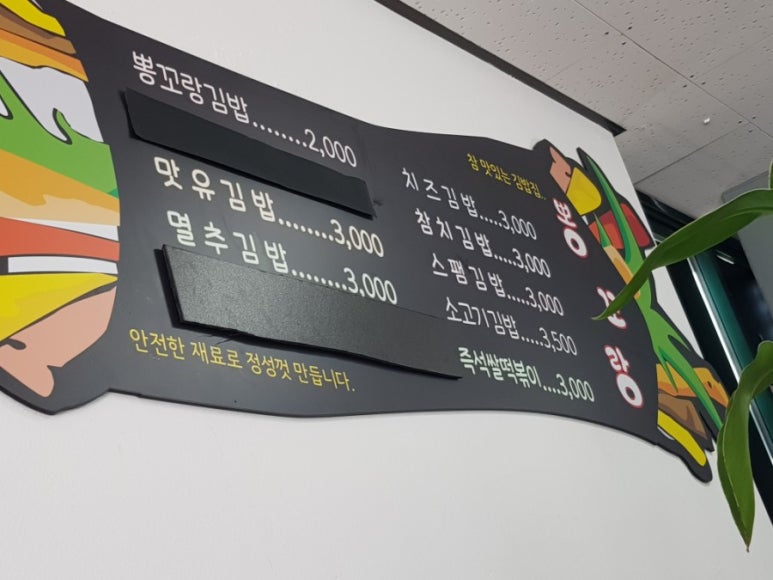 뽕꼬랑김밥........2,000
맛유김밥........3,000
멸추김밥........3,000
안전한 재료로 정성껏 만듭니다.
참 맛있는 김밥집..
치즈김밥....3,000
참치김밥....3,000
스팸김밥....3,000
소고기김밥....3,500
즉석쌀떡볶이....3,000
뽕
꼬
랑